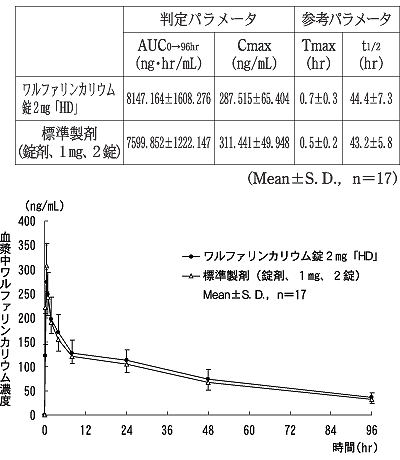 判定パラメータ 参考パラメータ
AUC0→96hr (ng·hr/mL) Cmax (ng/mL) Tmax (hr) t1/2 (hr)
ワルファリンカリウム錠2mg「HD」 8147.164±1608.276 287.515±65.404 0.7±0.3 44.4±7.3
標準製剤 (錠剤、1mg、2錠) 7599.852±1222.147 311.441±49.948 0.5±0.2 43.2±5.8
(Mean±S.D., n=17)
(ng/mL)
400
350
300
250
200
150
100
50
0
血漿中ワルファリンカリウム濃度
ワルファリンカリウム錠2mg「HD」
標準製剤(錠剤、1mg、2錠)
Mean±S.D., n=17
0 12 24 36 48 60 72 84 96
時間(hr)